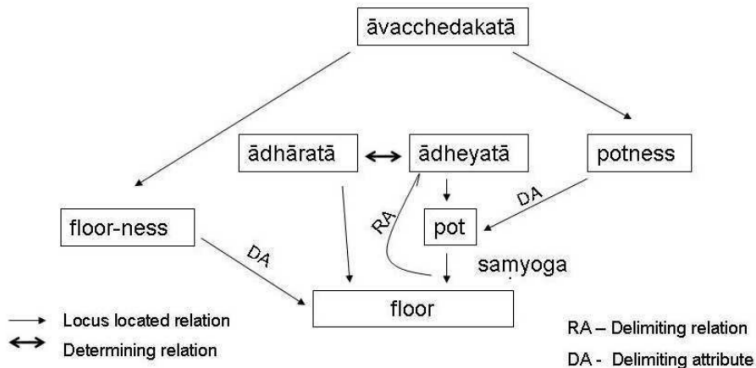 āvacchedakatā
ādhāratā
ādheyatā
potness
floor-ness
DA
RA
pot
DA
samyoga
floor
Locus located relation
Determining relation
RA – Delimiting relation
DA - Delimiting attribute